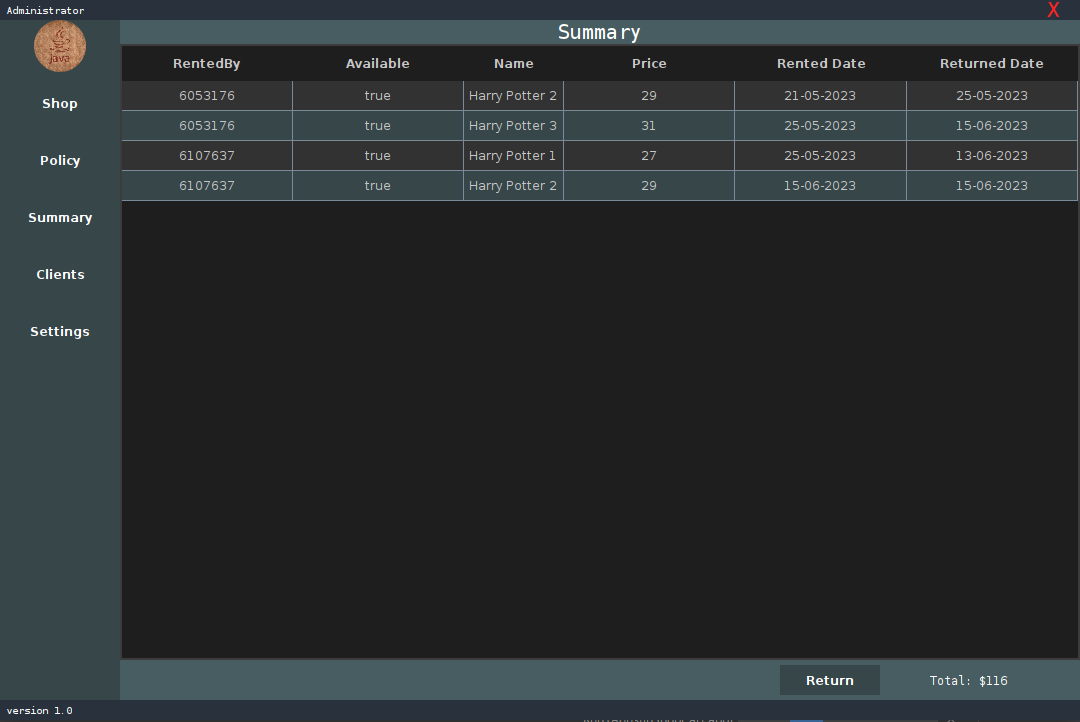 Administrator
X
Java
Shop
Policy
Summary
Clients
Settings
Summary
RentedBy Available Name Price Rented Date Returned Date
6053176 true Harry Potter 2 29 21-05-2023 25-05-2023
6053176 true Harry Potter 3 31 25-05-2023 15-06-2023
6107637 true Harry Potter 1 27 25-05-2023 13-06-2023
6107637 true Harry Potter 2 29 15-06-2023 15-06-2023
Return
Total: $116
version 1.0